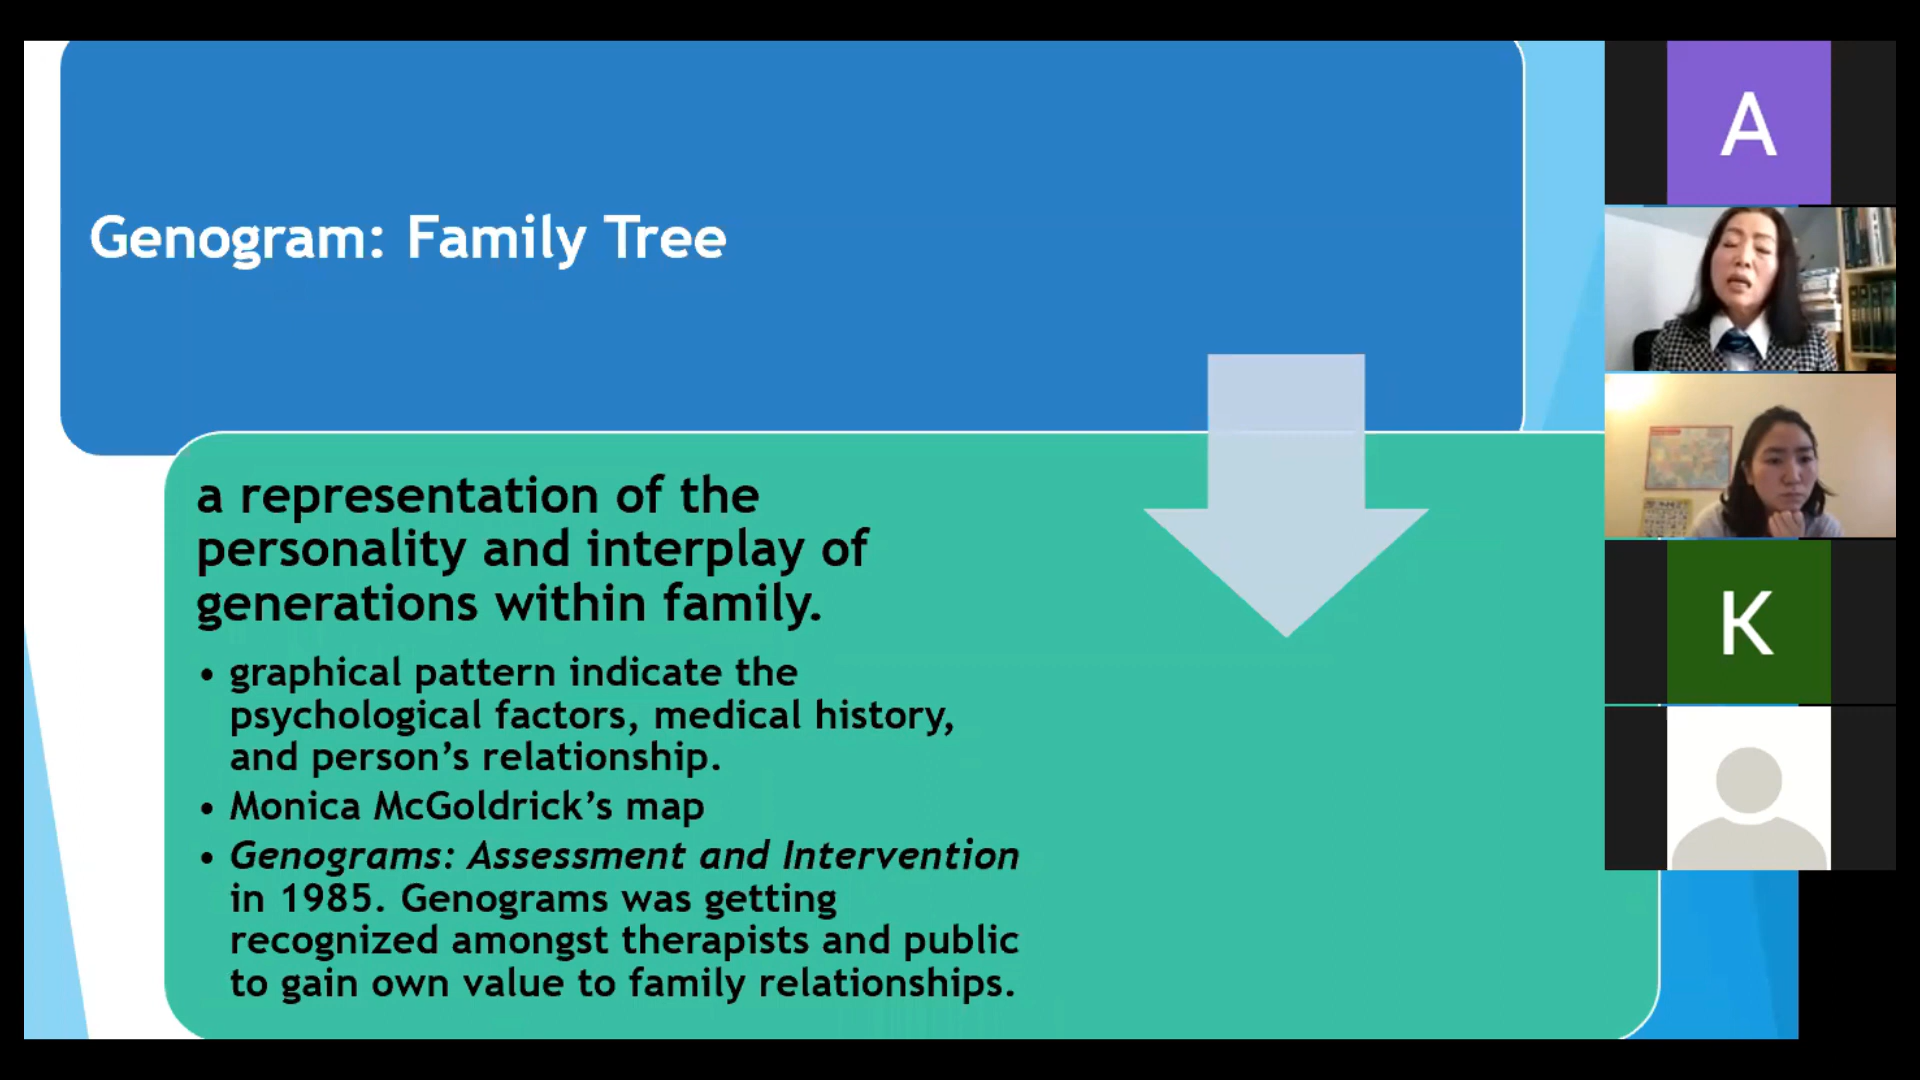 Genogram: Family Tree
a representation of the
personality and interplay of
generations within family.
• graphical pattern indicate the
psychological factors, medical history,
and person’s relationship.
• Monica McGoldrick’s map
• Genograms: Assessment and Intervention
in 1985. Genograms was getting
recognized amongst therapists and public
to gain own value to family relationships.
A
K